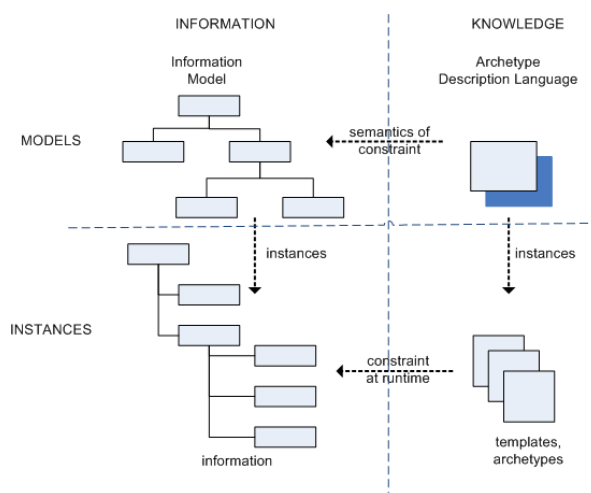 INFORMATION
KNOWLEDGE
Information
Model
Archetype
Description Language
MODELS
semantics of
constraint
instances
instances
INSTANCES
constraint
at runtime
information
templates,
archetypes